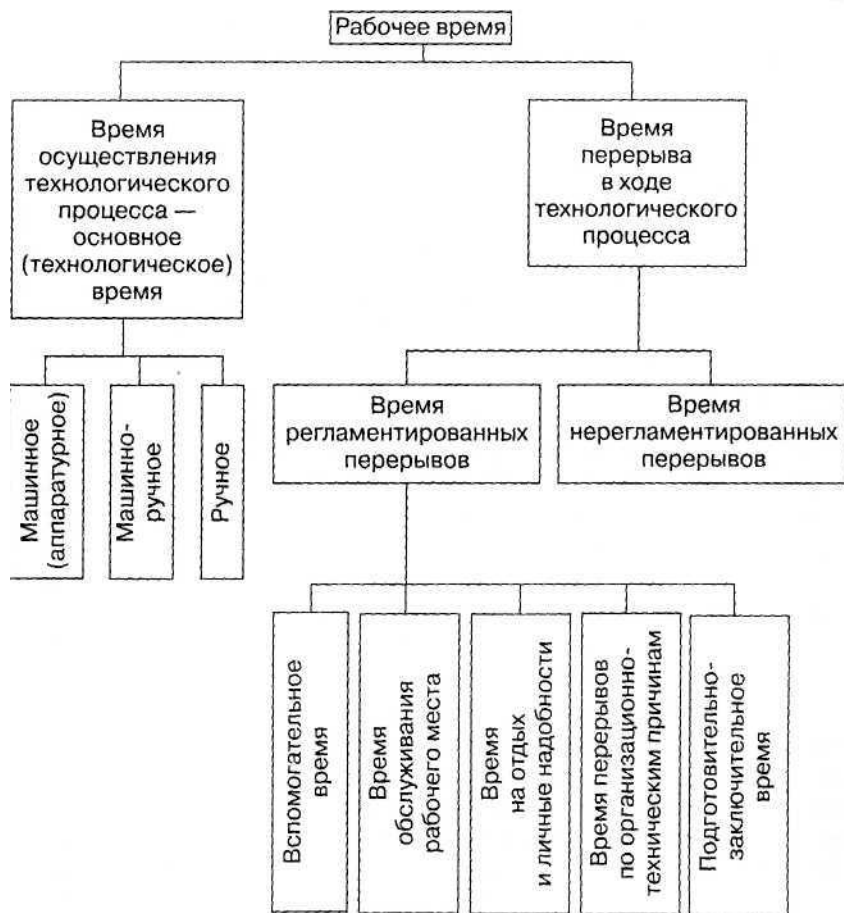 Рабочее время
Время
осуществления
технологического
процесса —
основное
(технологическое)
время
Время
перерыва
в ходе
технологического
процесса
Машинное
(аппаратурное)
Машинно-
ручное
Ручное
Время
регламентированных
перерывов
Время
нерегламентированных
перерывов
Вспомогательное
время
Время
обслуживания
рабочего места
Время
на отдых
и личные надобности
Время перерывов
по организационно-
техническим причинам
Подготовительно-
заключительное
время